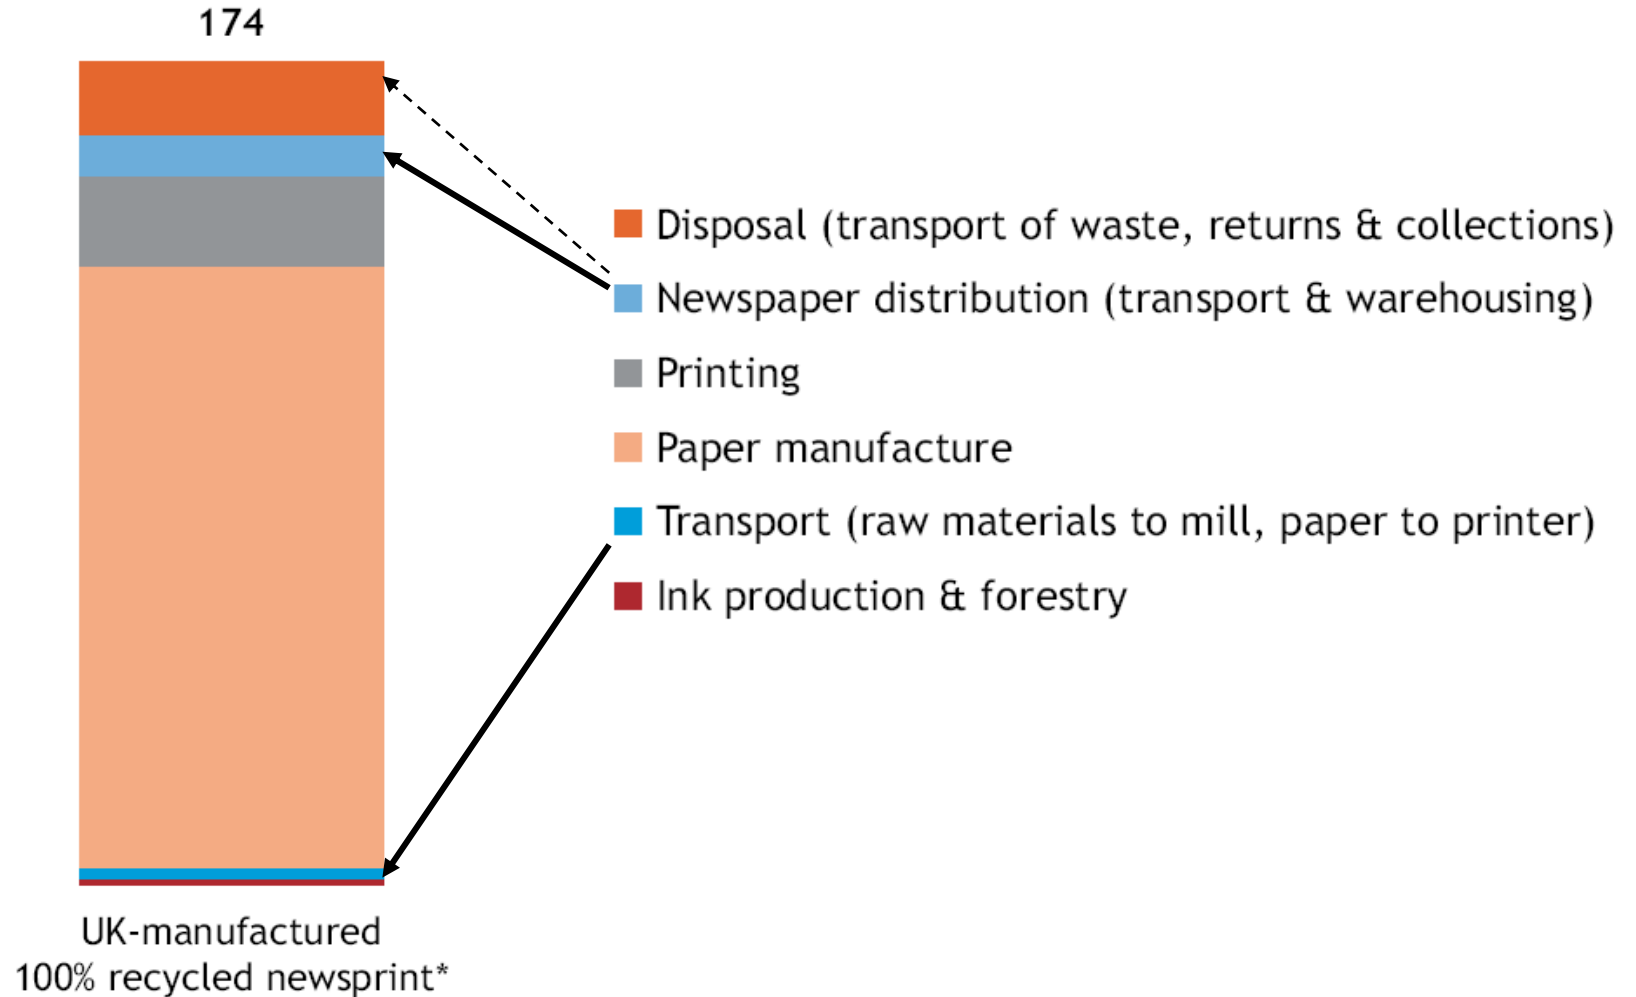 174
Disposal (transport of waste, returns & collections)
Newspaper distribution (transport & warehousing)
Printing
Paper manufacture
Transport (raw materials to mill, paper to printer)
Ink production & forestry
UK-manufactured
100% recycled newsprint*